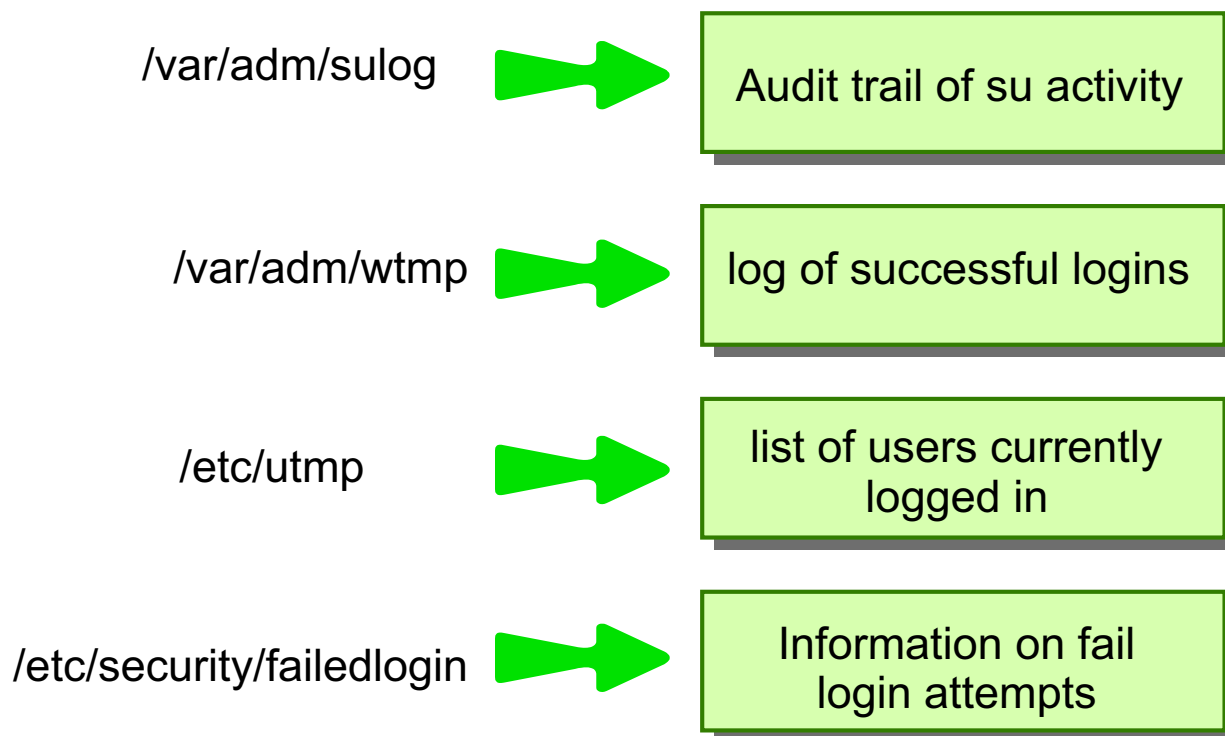 /var/adm/sulog
Audit trail of su activity
/var/adm/wtmp
log of successful logins
/etc/utmp
list of users currently
logged in
/etc/security/failedlogin
Information on fail
login attempts